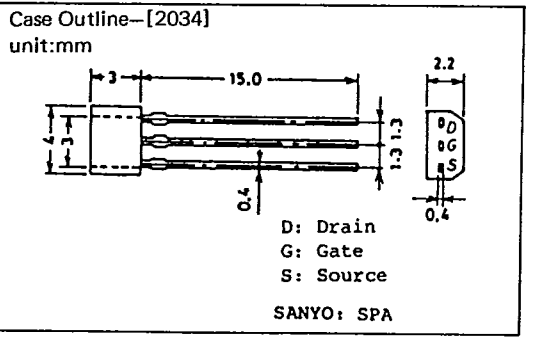 Case Outline–[2034]
unit:mm
3
15.0
2.2
4
3
1.3
1.3
D
G
S
0.4
0.4
D: Drain
G: Gate
S: Source
SANYO: SPA